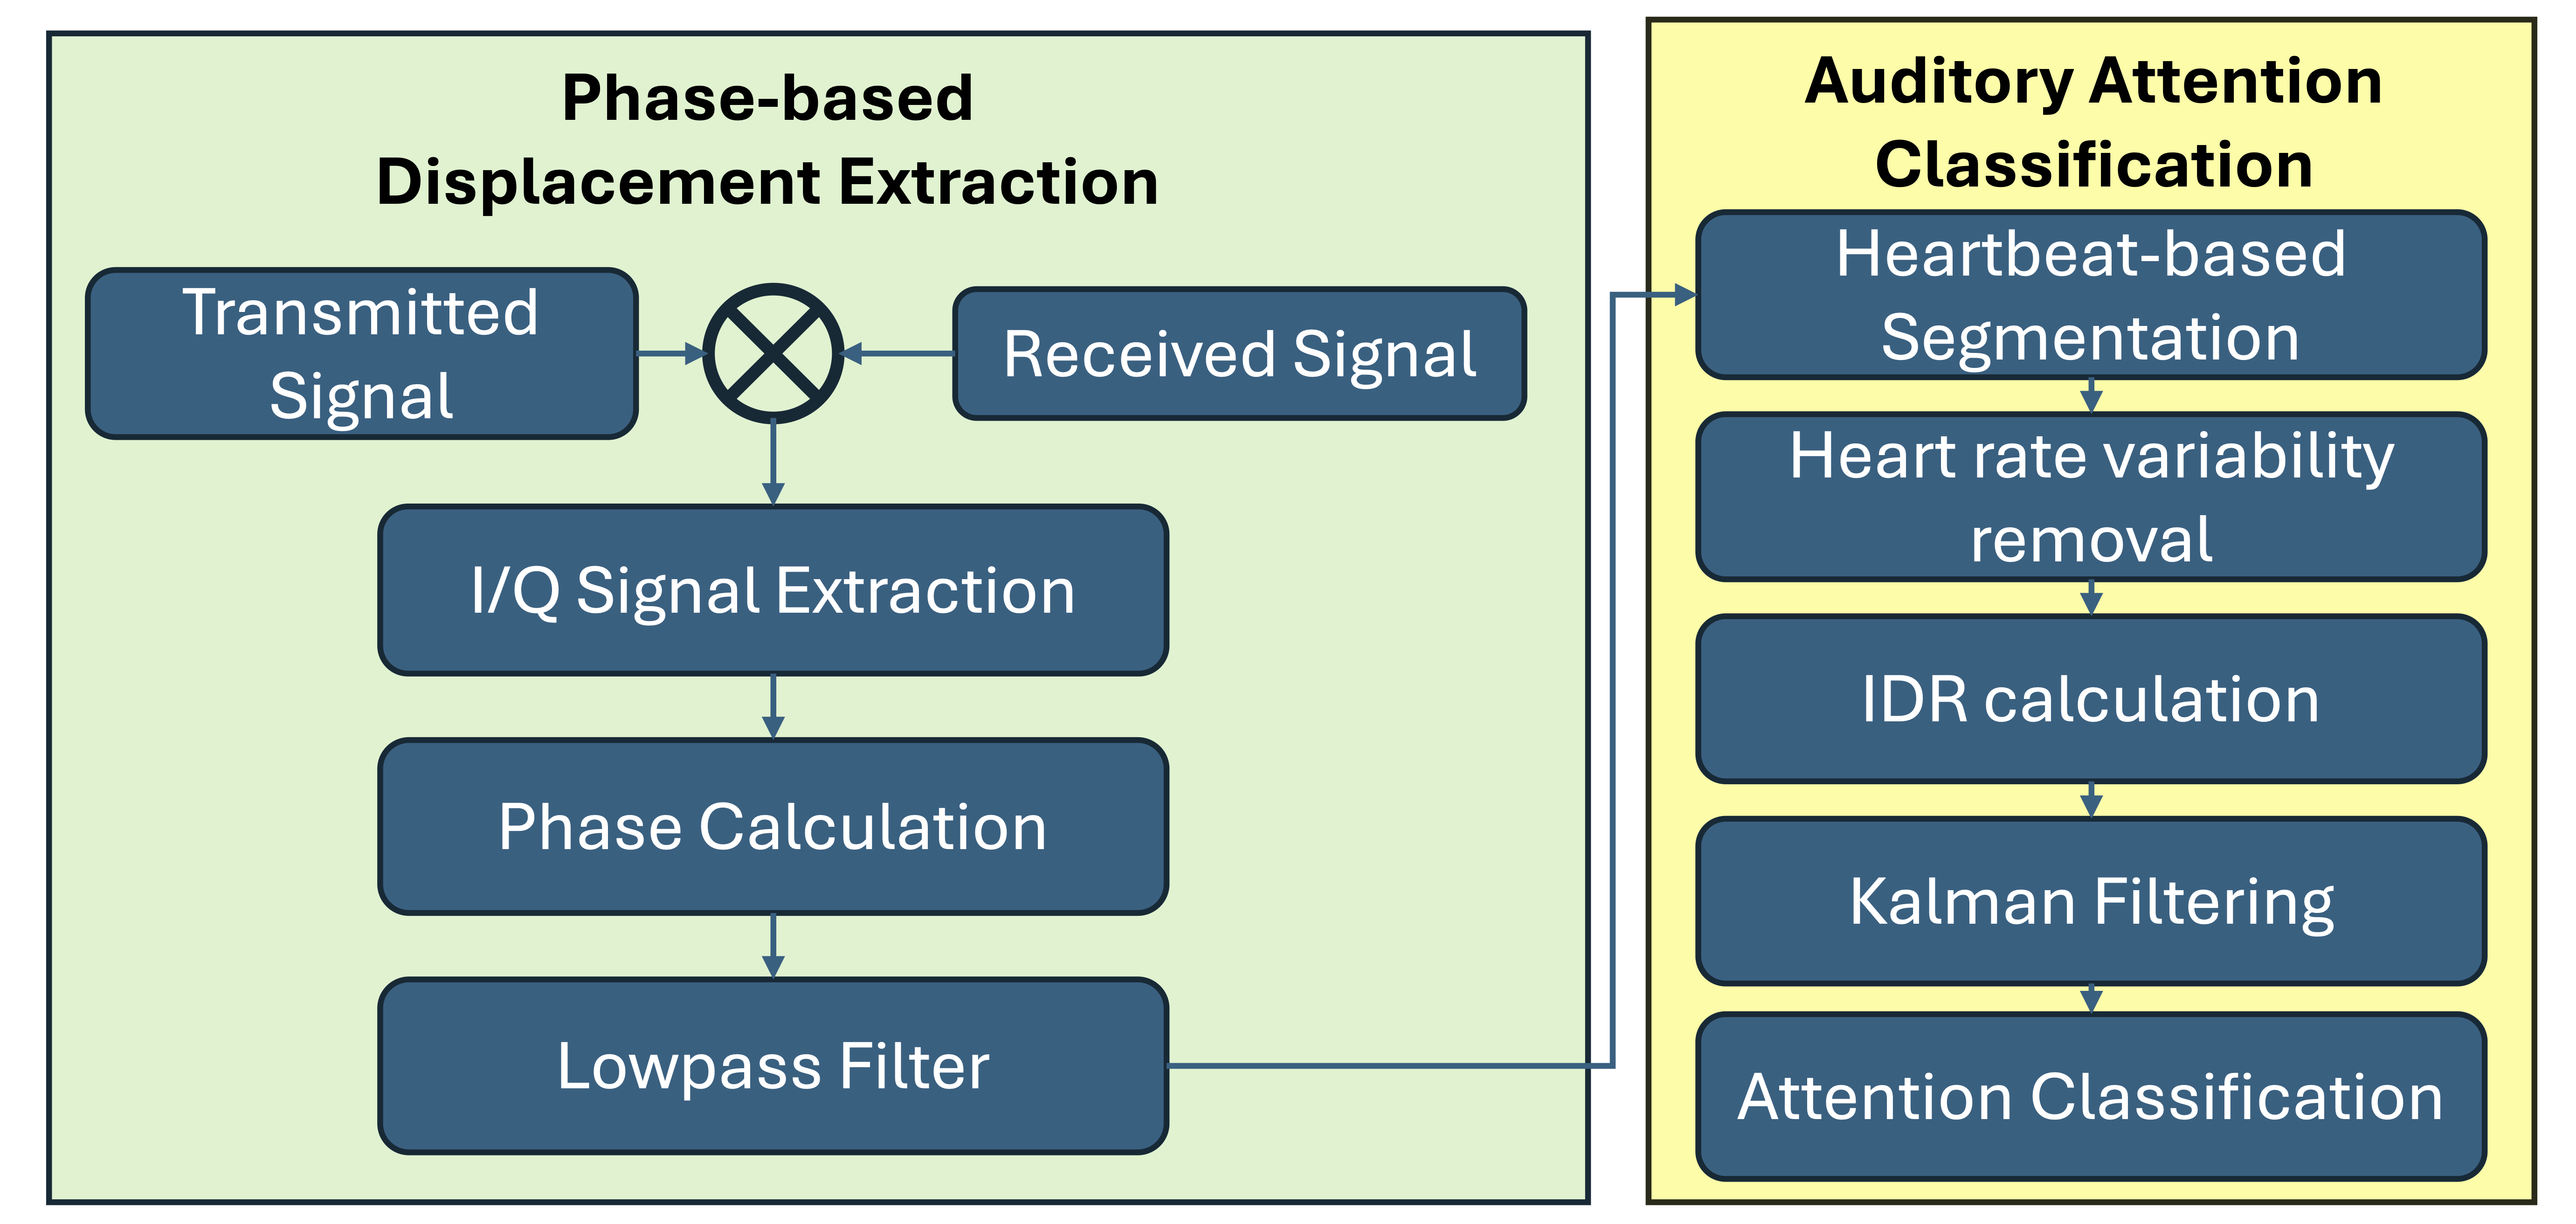 Phase-based
Displacement Extraction
Transmitted
Signal
Received Signal
I/Q Signal Extraction
Phase Calculation
Lowpass Filter
Auditory Attention
Classification
Heartbeat-based
Segmentation
Heart rate variability
removal
IDR calculation
Kalman Filtering
Attention Classification